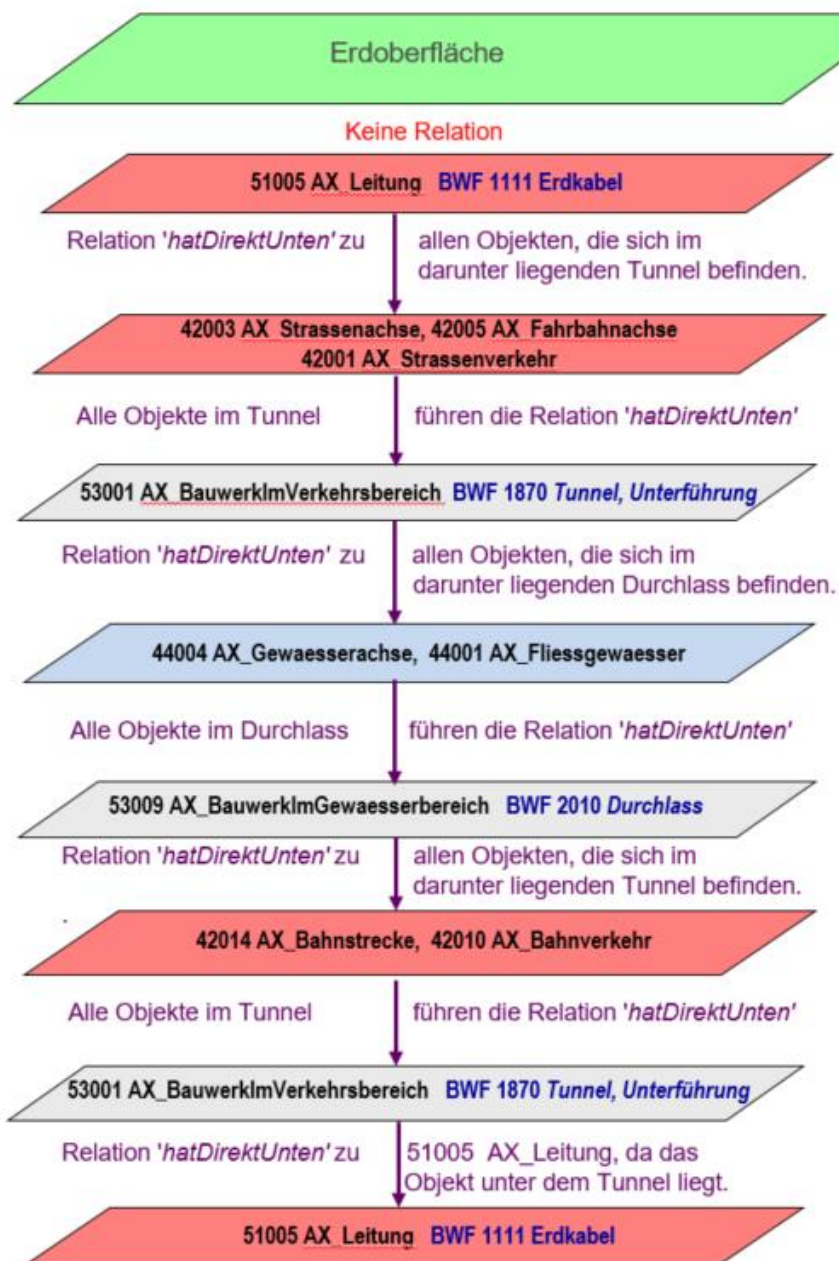 Erdoberfläche
Keine Relation
51005 AX_Leitung BWF 1111 Erdkabel
Relation 'hatDirektUnten' zu allen Objekten, die sich im
darunter liegenden Tunnel befinden.
42003 AX_Strassenachse, 42005 AX_Fahrbahnachse
42001 AX_Strassenverkehr
Alle Objekte im Tunnel führen die Relation 'hatDirektUnten'
53001 AX_BauwerkImVerkehrsbereich BWF 1870 Tunnel, Unterführung
Relation 'hatDirektUnten' zu allen Objekten, die sich im
darunter liegenden Durchlass befinden.
44004 AX_Gewaesserachse, 44001 AX_Fliessgewaesser
Alle Objekte im Durchlass führen die Relation 'hatDirektUnten'
53009 AX_BauwerkImGewaesserbereich BWF 2010 Durchlass
Relation 'hatDirektUnten' zu allen Objekten, die sich im
darunter liegenden Tunnel befinden.
42014 AX_Bahnstrecke, 42010 AX_Bahnverkehr
Alle Objekte im Tunnel führen die Relation 'hatDirektUnten'
53001 AX_BauwerkImVerkehrsbereich BWF 1870 Tunnel, Unterführung
Relation 'hatDirektUnten' zu 51005 AX_Leitung, da das
Objekt unter dem Tunnel liegt.
51005 AX_Leitung BWF 1111 Erdkabel